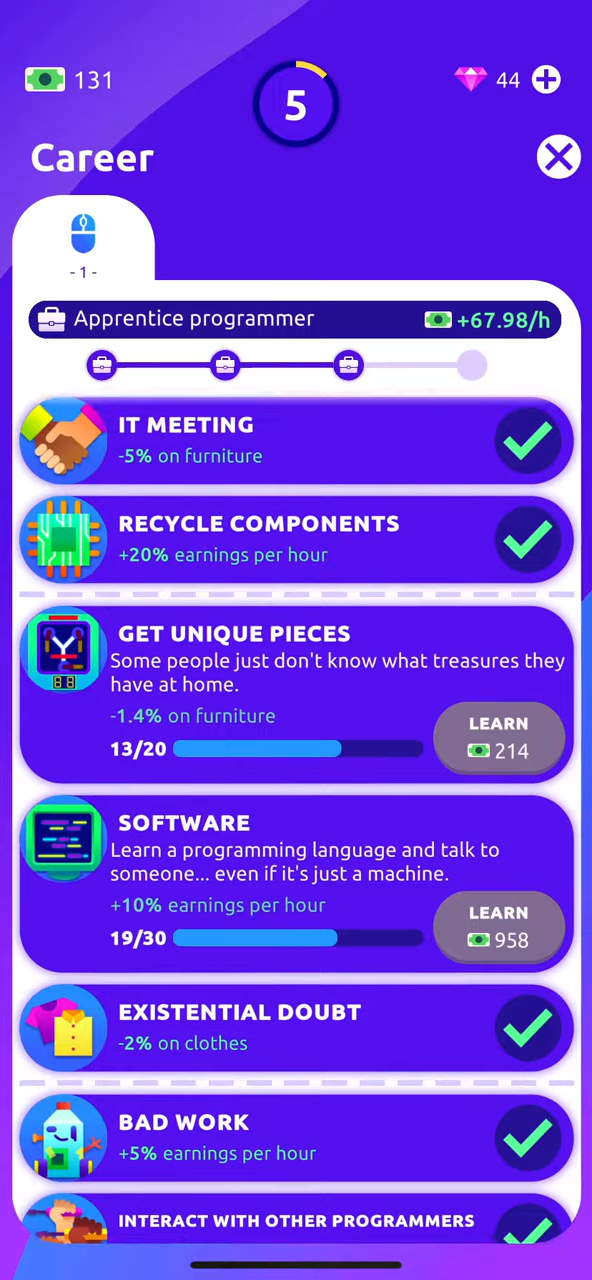 131
5
44
Career
- 1 -
Apprentice programmer
+67.98/h
IT MEETING
-5% on furniture
RECYCLE COMPONENTS
+20% earnings per hour
GET UNIQUE PIECES
Some people just don't know what treasures they
have at home.
-1.4% on furniture
13/20
LEARN
214
SOFTWARE
Learn a programming language and talk to
someone... even if it's just a machine.
+10% earnings per hour
19/30
LEARN
958
EXISTENTIAL DOUBT
-2% on clothes
BAD WORK
+5% earnings per hour
INTERACT WITH OTHER PROGRAMMERS